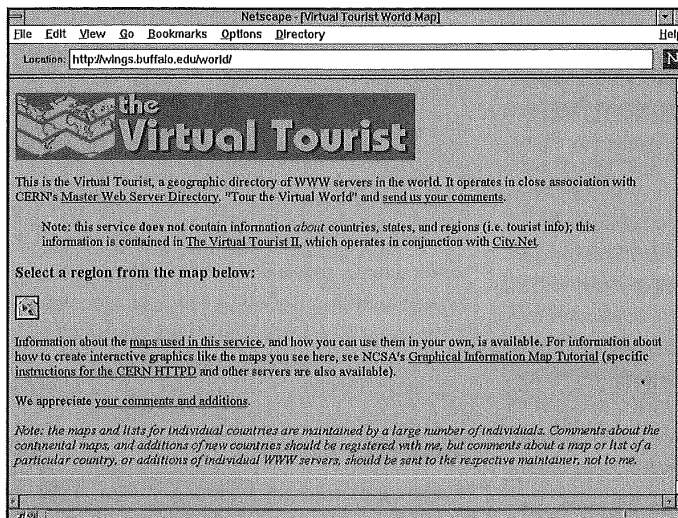 Netscape - [Virtual Tourist World Map]
File Edit View Go Bookmarks Options Directory Help
Location: http://wings.buffalo.edu/world/
N
the
Virtual Tourist
This is the Virtual Tourist, a geographic directory of WWW servers in the world. It operates in close association with
CERN's Master Web Server Directory. "Tour the Virtual World" and send us your comments.
Note: this service does not contain information about countries, states, and regions (i.e. tourist info); this
information is contained in The Virtual Tourist II, which operates in conjunction with City.Net.
Select a region from the map below:
Information about the maps used in this service, and how you can use them in your own, is available. For information about
how to create interactive graphics like the maps you see here, see NCSA's Graphical Information Map Tutorial (specific
instructions for the CERN HTTPD and other servers are also available).
We appreciate your comments and additions.
Note: the maps and lists for individual countries are maintained by a large number of individuals. Comments about the
continental maps, and additions of new countries should be registered with me, but comments about a map or list of a
particular country, or additions of individual WWW servers, should be sent to the respective maintainer, not to me.